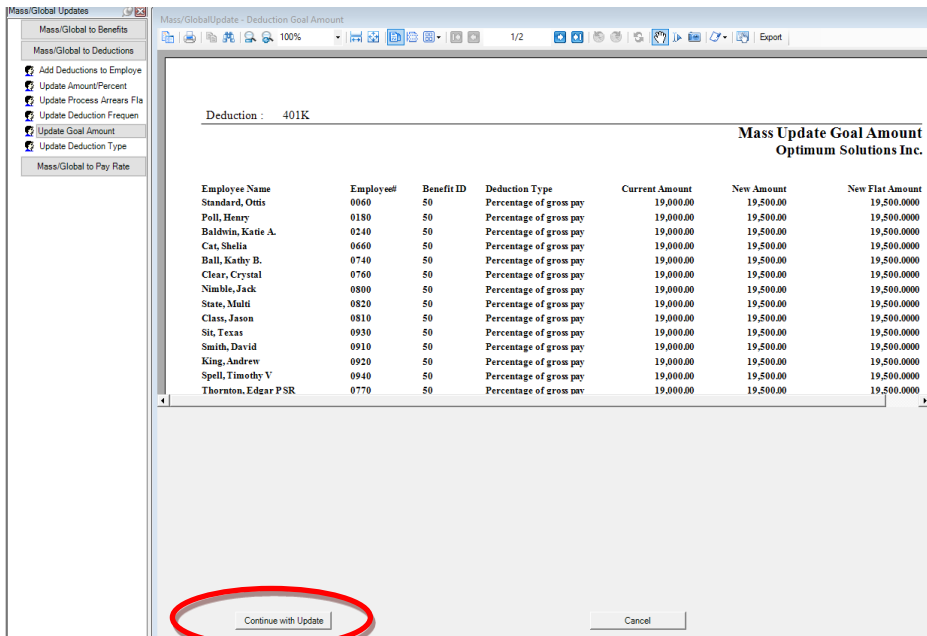 Mass/Global Updates
Mass/Global to Benefits
Mass/Global to Deductions
Add Deductions to Employe
Update Amount/Percent
Update Process Arrears Fla
Update Deduction Frequen
Update Goal Amount
Update Deduction Type
Mass/Global to Pay Rate
Mass/GlobalUpdate - Deduction Goal Amount
100% 1/2 Export
Deduction : 401K
Mass Update Goal Amount
Optimum Solutions Inc.
Employee Name Employee# Benefit ID Deduction Type Current Amount New Amount New Flat Amount
Standard, Ottis 0060 50 Percentage of gross pay 19,000.00 19,500.00 19,500.0000
Poll, Henry 0180 50 Percentage of gross pay 19,000.00 19,500.00 19,500.0000
Baldwin, Katie A. 0240 50 Percentage of gross pay 19,000.00 19,500.00 19,500.0000
Cat, Shelia 0660 50 Percentage of gross pay 19,000.00 19,500.00 19,500.0000
Ball, Kathy B. 0740 50 Percentage of gross pay 19,000.00 19,500.00 19,500.0000
Clear, Crystal 0760 50 Percentage of gross pay 19,000.00 19,500.00 19,500.0000
Nimble, Jack 0800 50 Percentage of gross pay 19,000.00 19,500.00 19,500.0000
State, Multi 0820 50 Percentage of gross pay 19,000.00 19,500.00 19,500.0000
Class, Jason 0810 50 Percentage of gross pay 19,000.00 19,500.00 19,500.0000
Sit, Texas 0930 50 Percentage of gross pay 19,000.00 19,500.00 19,500.0000
Smith, David 0910 50 Percentage of gross pay 19,000.00 19,500.00 19,500.0000
King, Andrew 0920 50 Percentage of gross pay 19,000.00 19,500.00 19,500.0000
Spell, Timothy V 0940 50 Percentage of gross pay 19,000.00 19,500.00 19,500.0000
Thornton, Edgar P SR 0770 50 Percentage of gross pay 19,000.00 19,500.00 19,500.0000
Continue with Update Cancel